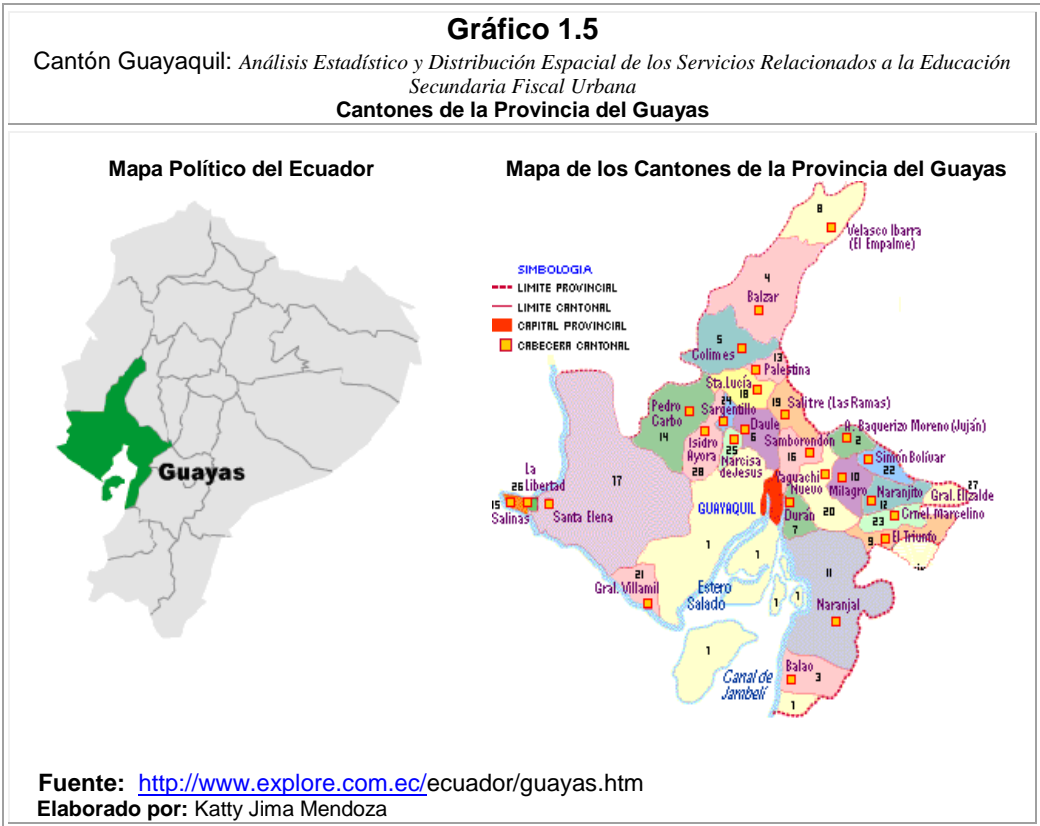 Gráfico 1.5
Cantón Guayaquil: Análisis Estadístico y Distribución Espacial de los Servicios Relacionados a la Educación
Secundaria Fiscal Urbana
Cantones de la Provincia del Guayas
Mapa Político del Ecuador
Guayas
Mapa de los Cantones de la Provincia del Guayas
SIMBOLOGIA
LIMITE PROVINCIAL
LIMITE CANTONAL
CAPITAL PROVINCIAL
CABECERA CANTONAL
8
Velasco Ibarra
(El Empalme)
4
Balzar
5
Colimes
13
Palestina
Sta. Lucía
18
19
Salitre (Las Ramas)
Pedro
Carbo
14
24
Sargentillo
Daule
6
Isidro
Ayora
28
25
Narcisa
de Jesus
Samborondón
16
A. Baquerizo Moreno (Juján)
2
Simón Bolívar
22
Yaguachi
Nuevo
20
10
Milagro
Naranjito
12
27
Gral. Elizalde
Crnel. Marcelino
23
9
El Triunfo
17
La
Libertad
26
15
Salinas
Santa Elena
GUAYAQUIL
Durán
7
1
1
21
Gral. Villamil
Estero
Salado
1
1
11
Naranjal
1
Canal de
Jambelí
Balao
3
1
Fuente: http://www.explore.com.ec/ecuador/guayas.htm
Elaborado por: Katty Jima Mendoza